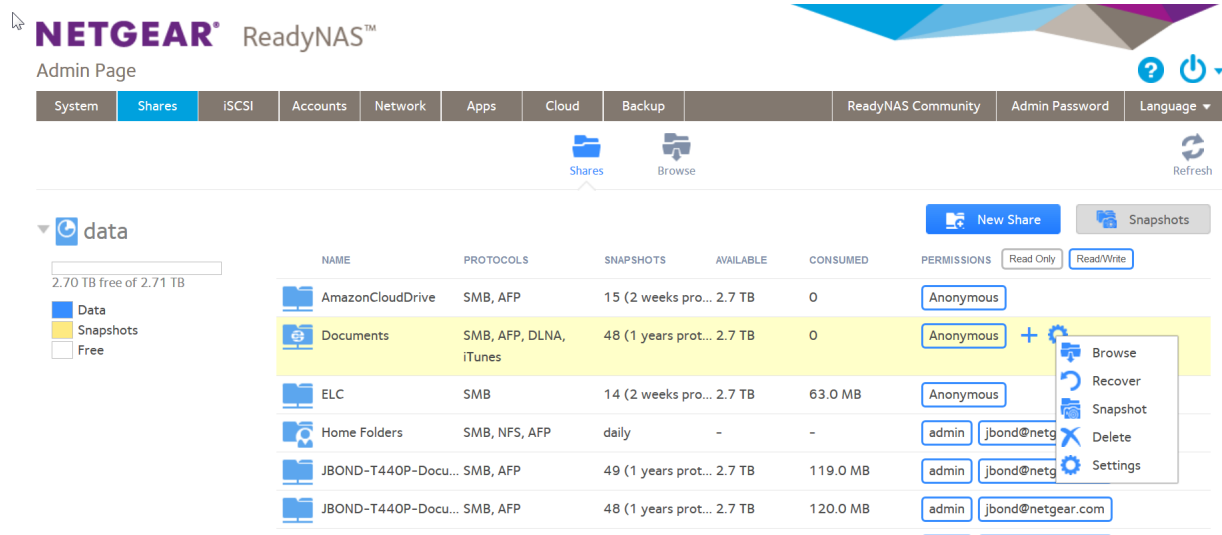 NETGEAR® ReadyNAS™
Admin Page
System Shares iSCSI Accounts Network Apps Cloud Backup ReadyNAS Community Admin Password Language
Shares Browse Refresh
data
New Share Snapshots
2.70 TB free of 2.71 TB
Data
Snapshots
Free
NAME PROTOCOLS SNAPSHOTS AVAILABLE CONSUMED PERMISSIONS Read Only Read/Write
AmazonCloudDrive SMB, AFP 15 (2 weeks pro... 2.7 TB 0 Anonymous
Documents SMB, AFP, DLNA, 48 (1 years prot... 2.7 TB 0 Anonymous
iTunes
Browse
Recover
Snapshot
Delete
Settings
ELC SMB 14 (2 weeks pro... 2.7 TB 63.0 MB Anonymous
Home Folders SMB, NFS, AFP daily - - admin jbond@netg
JBOND-T440P-Docu... SMB, AFP 49 (1 years prot... 2.7 TB 119.0 MB admin jbond@netg
JBOND-T440P-Docu... SMB, AFP 48 (1 years prot... 2.7 TB 120.0 MB admin jbond@netgear.com